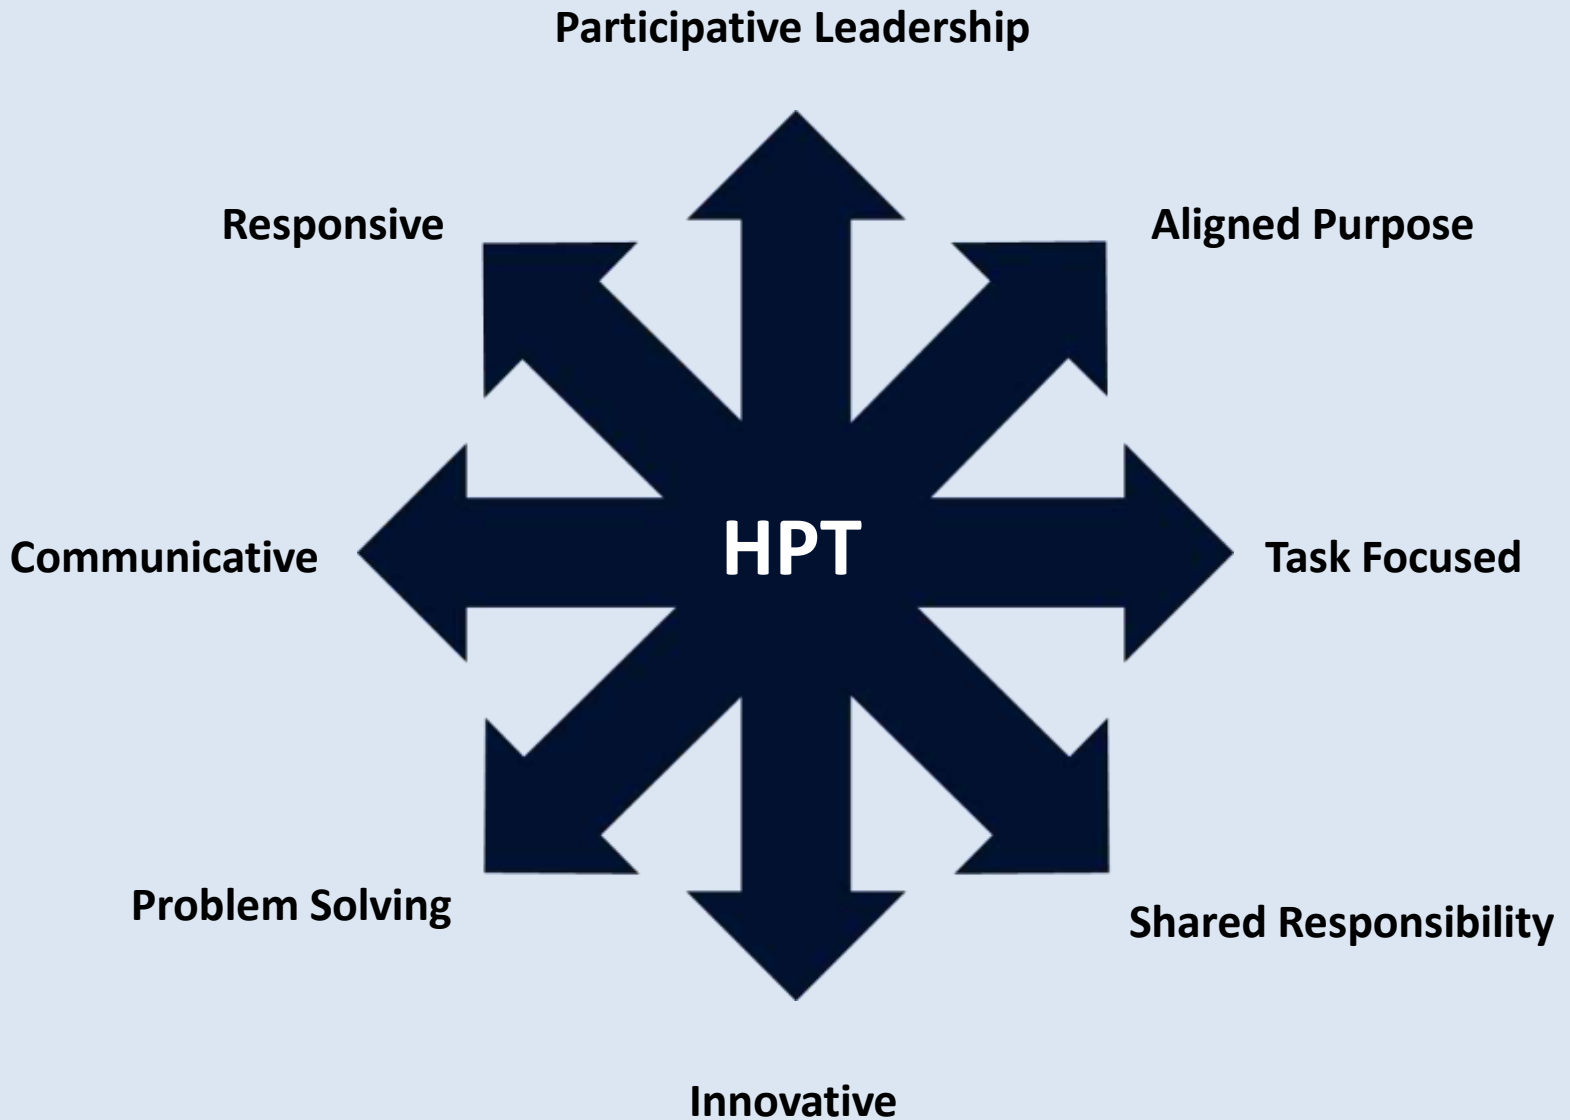 Participative Leadership
Responsive
Aligned Purpose
Communicative
HPT
Task Focused
Problem Solving
Shared Responsibility
Innovative